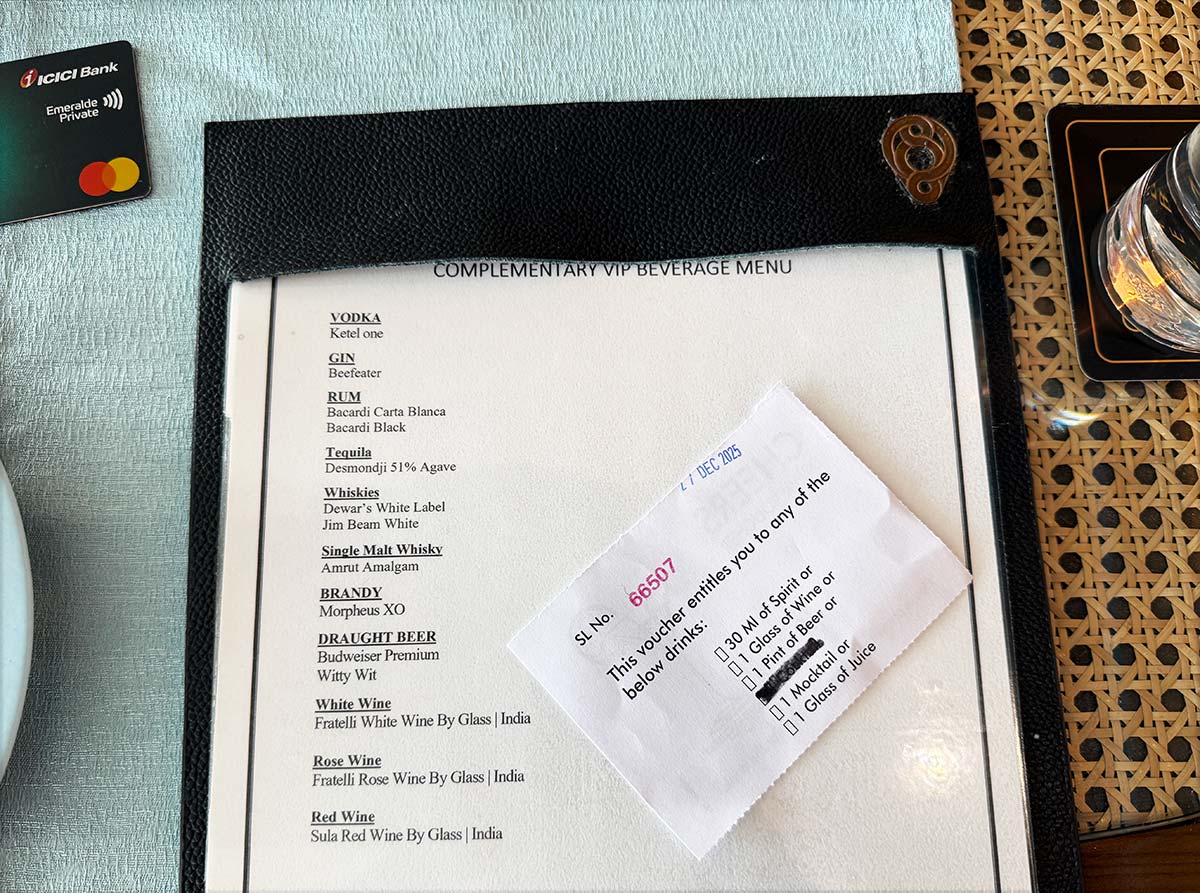 ICICI Bank
Emeralde
Private
COMPLEMENTARY VIP BEVERAGE MENU
VODKA
Ketel one
GIN
Beefeater
RUM
Bacardi Carta Blanca
Bacardi Black
Tequila
Desmondji 51% Agave
Whiskies
Dewar's White Label
Jim Beam White
Single Malt Whisky
Amrut Amalgam
BRANDY
Morpheus XO
DRAUGHT BEER
Budweiser Premium
Witty Wit
White Wine
Fratelli White Wine By Glass | India
Rose Wine
Fratelli Rose Wine By Glass | India
Red Wine
Sula Red Wine By Glass | India
7 DEC 2025
SL No. 66507
This voucher entitles you to any of the
below drinks:
30 Ml of Spirit or
1 Glass of Wine or
1 Pint of Beer or
1 Mocktail or
1 Glass of Juice